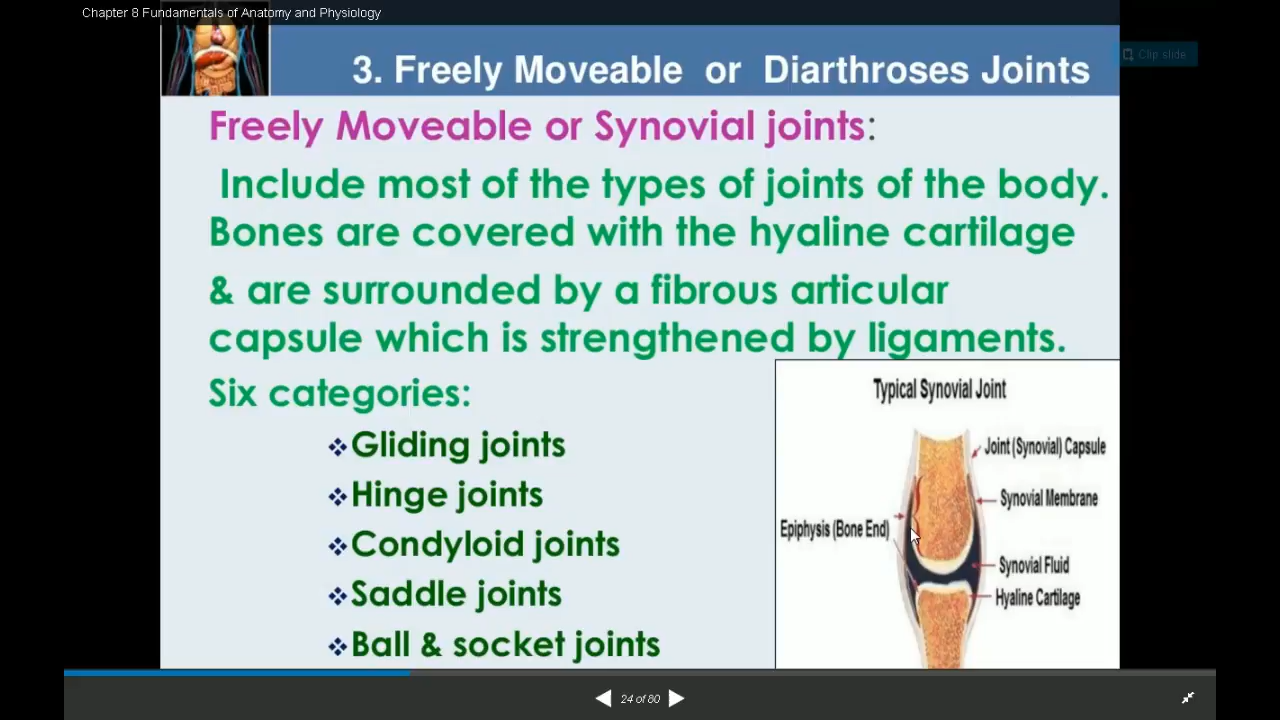 Chapter 8 Fundamentals of Anatomy and Physiology
Clip slide
3. Freely Moveable or Diarthroses Joints
Freely Moveable or Synovial joints:
Include most of the types of joints of the body.
Bones are covered with the hyaline cartilage
& are surrounded by a fibrous articular
capsule which is strengthened by ligaments.
Six categories:
❖Gliding joints
❖Hinge joints
❖Condyloid joints
❖Saddle joints
❖Ball & socket joints
Typical Synovial Joint
Joint (Synovial) Capsule
Synovial Membrane
Epiphysis (Bone End)
Synovial Fluid
Hyaline Cartilage
24 of 80